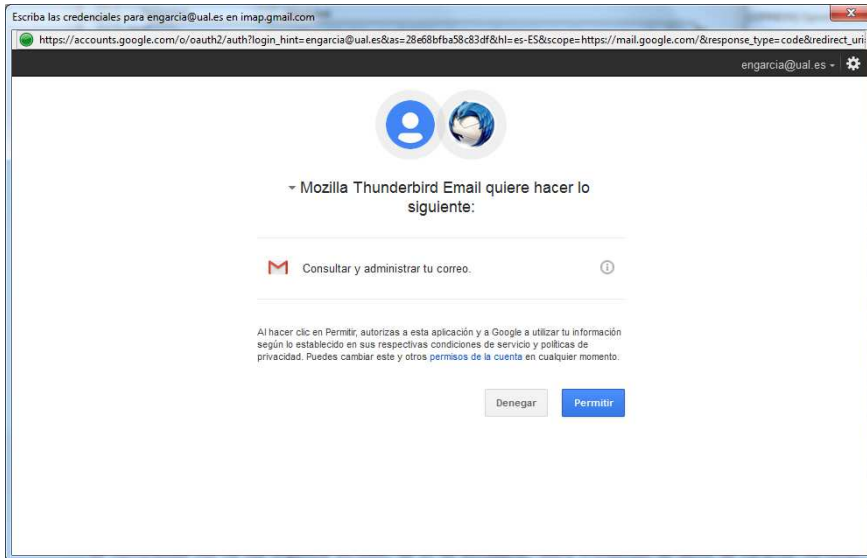 Escriba las credenciales para engarcia@ual.es en imap.gmail.com
https://accounts.google.com/o/oauth2/auth?login_hint=engarcia@ual.es&as=28e68bfba58c83df&hl=es-ES&scope=https://mail.google.com/&response_type=code&redirect_uri:
engarcia@ual.es
Mozilla Thunderbird Email quiere hacer lo
siguiente:
Consultar y administrar tu correo.
Al hacer clic en Permitir, autorizas a esta aplicación y a Google a utilizar tu información
según lo establecido en sus respectivas condiciones de servicio y políticas de
privacidad. Puedes cambiar este y otros permisos de la cuenta en cualquier momento.
Denegar
Permitir